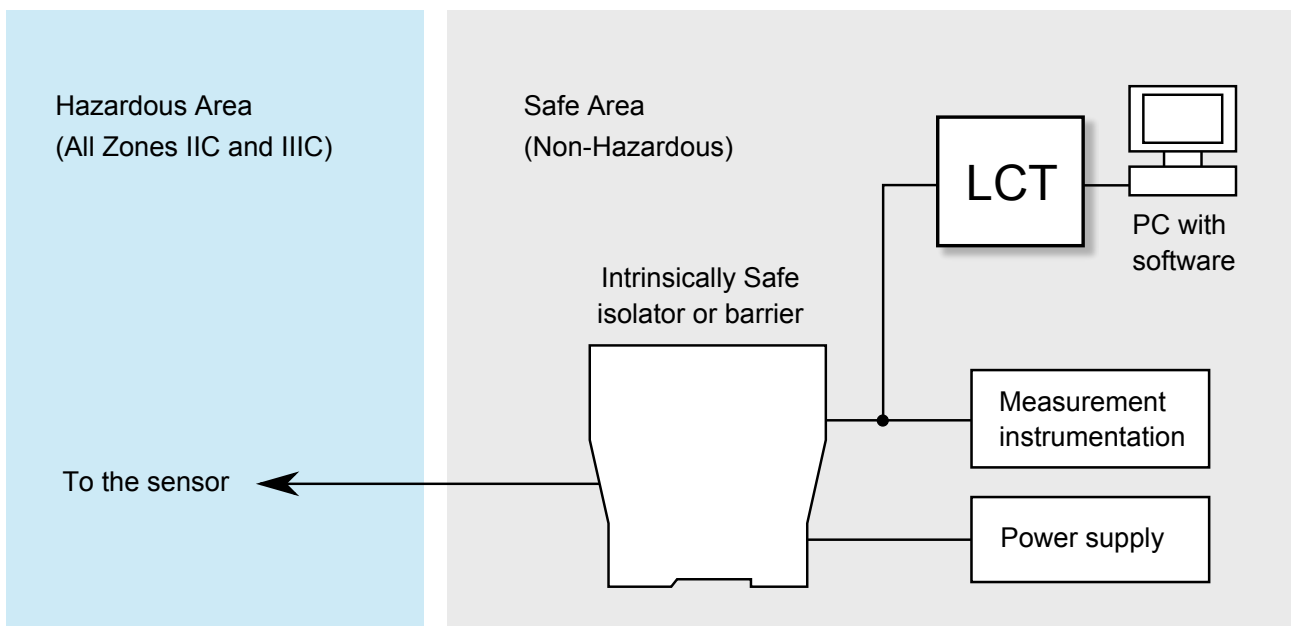 Hazardous Area
(All Zones IIC and IIIC)
Safe Area
(Non-Hazardous)
LCT
PC with
software
Intrinsically Safe
isolator or barrier
Measurement
instrumentation
To the sensor
Power supply